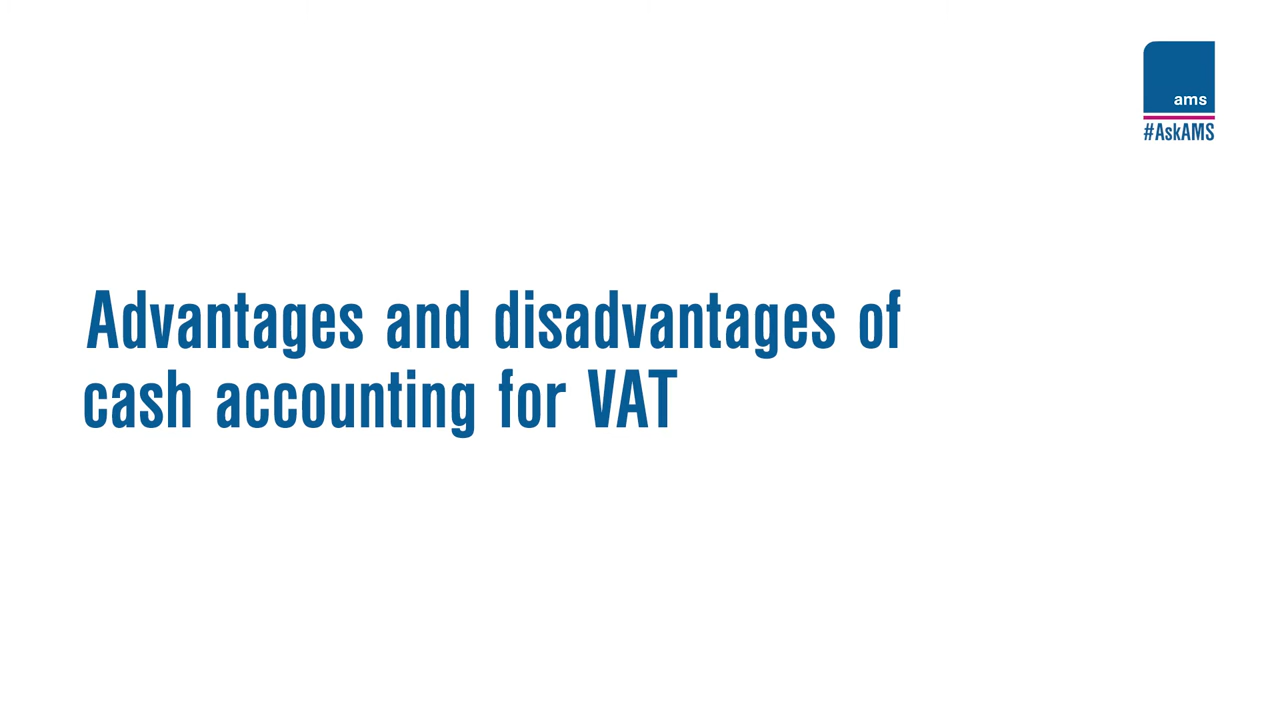 ams
#AskAMS
Advantages and disadvantages of
cash accounting for VAT